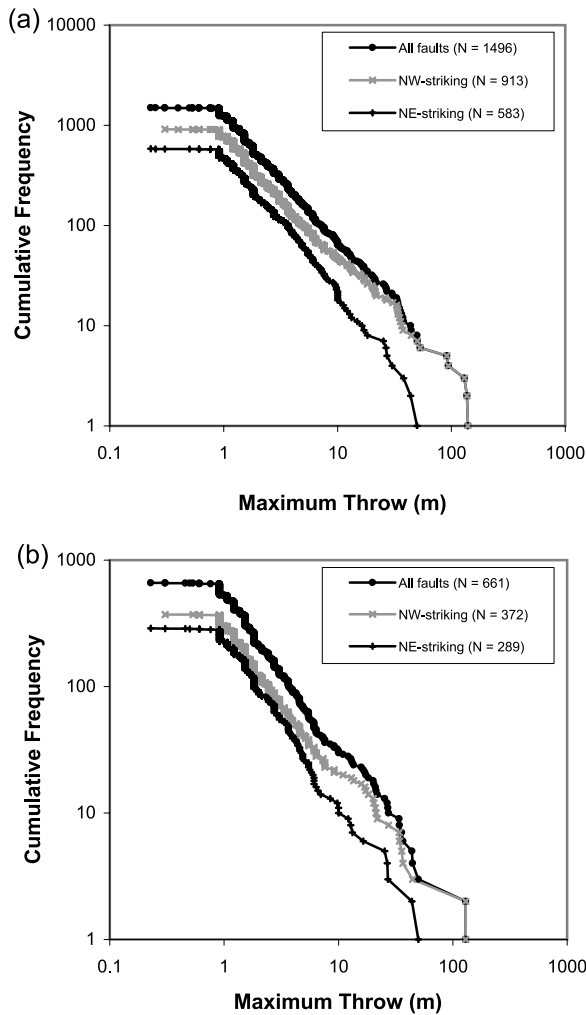 (a)
10000
1000
100
10
1
Cumulative Frequency
All faults (N = 1496)
NW-striking (N = 913)
NE-striking (N = 583)
0.1 1 10 100 1000
Maximum Throw (m)
(b)
1000
100
10
1
Cumulative Frequency
All faults (N = 661)
NW-striking (N = 372)
NE-striking (N = 289)
0.1 1 10 100 1000
Maximum Throw (m)